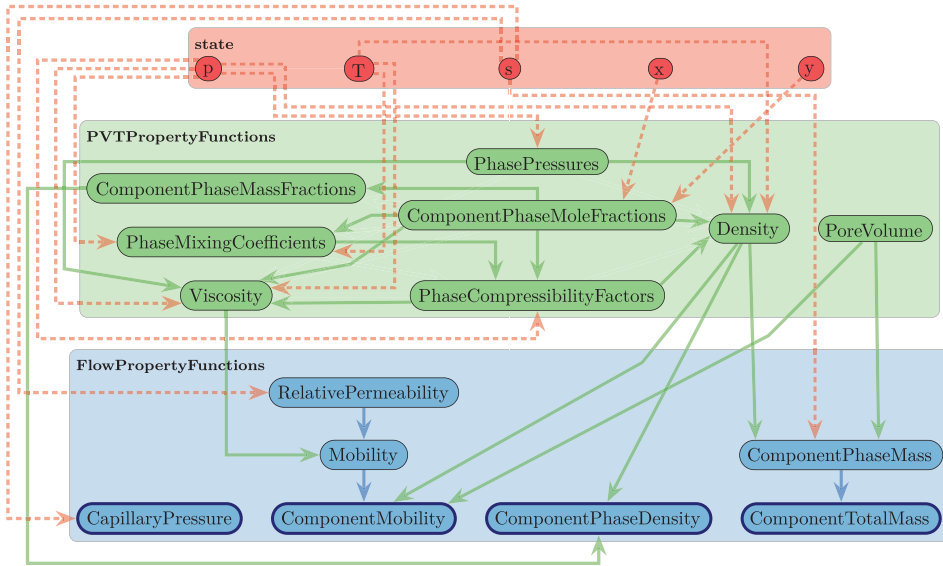 state
p
T
s
x
y
PVTPropertyFunctions
PhasePressures
ComponentPhaseMassFractions
ComponentPhaseMoleFractions
Density
PoreVolume
PhaseMixingCoefficients
Viscosity
PhaseCompressibilityFactors
FlowPropertyFunctions
RelativePermeability
Mobility
ComponentPhaseMass
CapillaryPressure
ComponentMobility
ComponentPhaseDensity
ComponentTotalMass